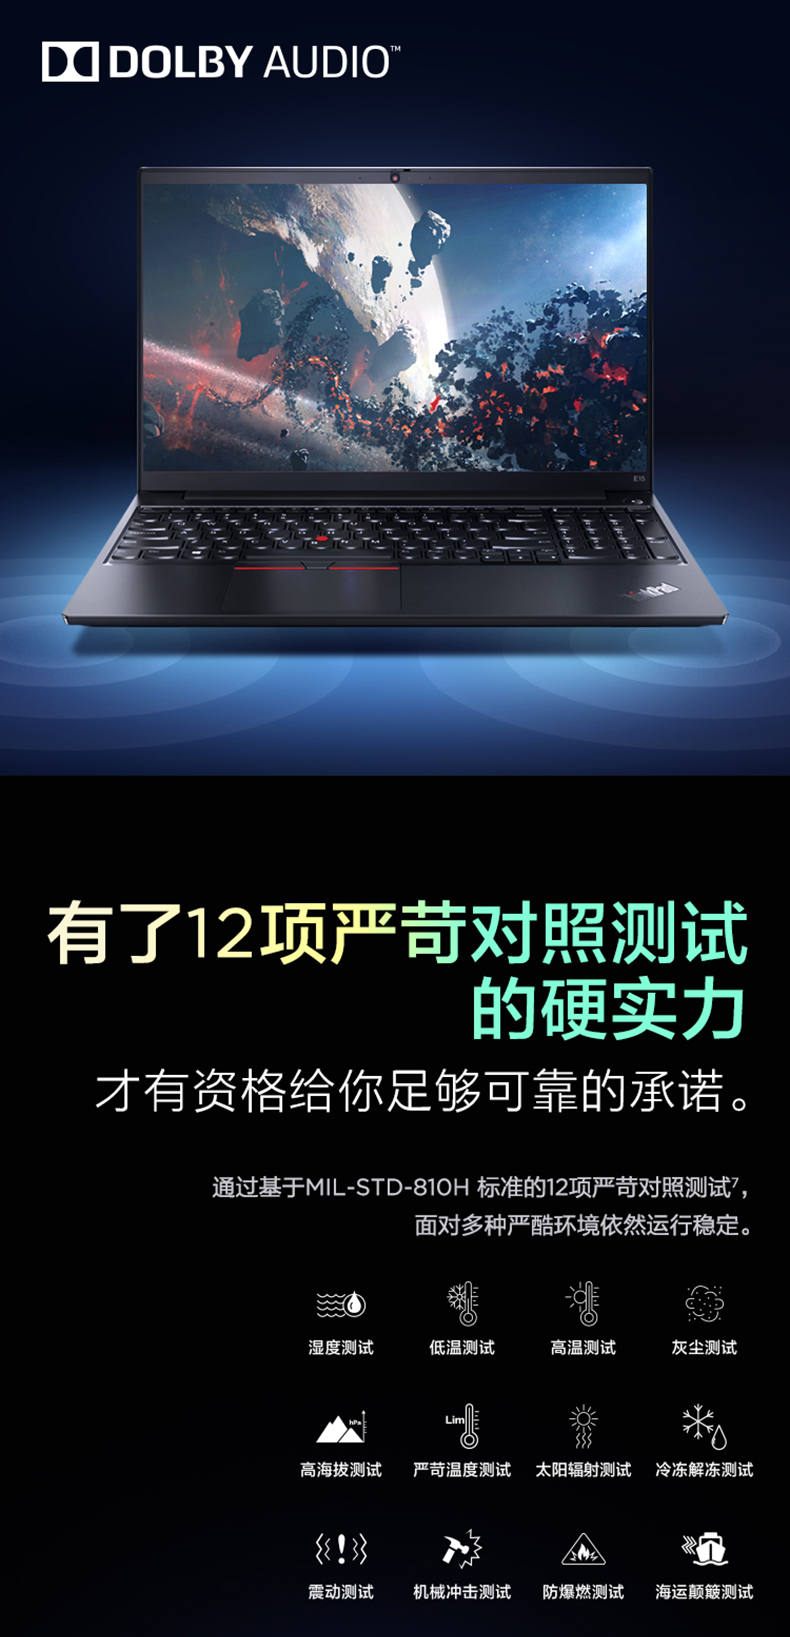 DOLBY AUDIO™
E15
ThinkPad
有了12项严苛对照测试
的硬实力
才有资格给你足够可靠的承诺。
通过基于MIL-STD-810H 标准的12项严苛对照测试⁷，
面对多种严酷环境依然运行稳定。
湿度测试 低温测试 高温测试 灰尘测试
hPa Lim
高海拔测试 严苛温度测试 太阳辐射测试 冷冻解冻测试
震动测试 机械冲击测试 防爆燃测试 海运颠簸测试